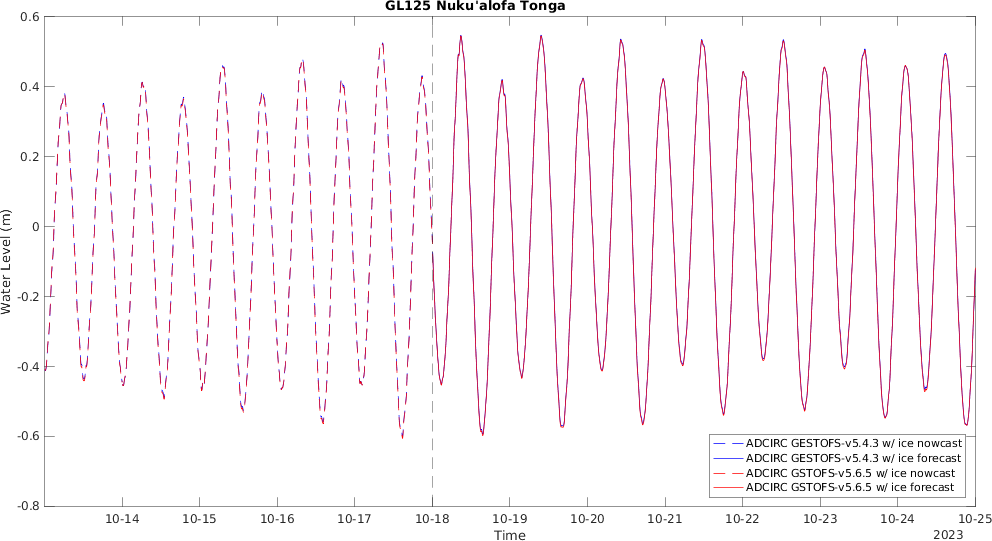 GL125 Nuku'alofa Tonga
0.6
0.4
0.2
0
-0.2
-0.4
-0.6
-0.8
Water Level (m)
10-14 10-15 10-16 10-17 10-18 10-19 10-20 10-21 10-22 10-23 10-24 10-25
Time
2023
ADCIRC GESTOFS-v5.4.3 w/ ice nowcast
ADCIRC GESTOFS-v5.4.3 w/ ice forecast
ADCIRC GSTOFS-v5.6.5 w/ ice nowcast
ADCIRC GSTOFS-v5.6.5 w/ ice forecast